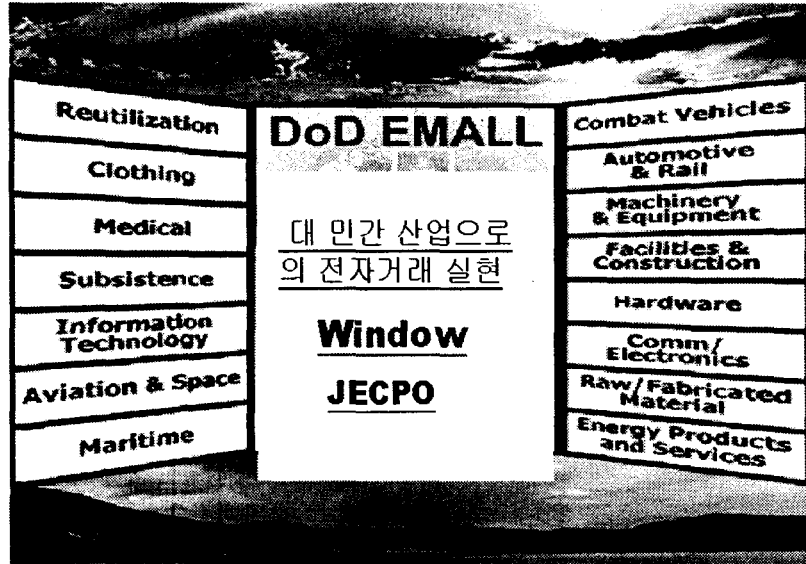 Reutilization
Clothing
Medical
Subsistence
Information
Technology
Aviation & Space
Maritime
DoD EMALL
대 민간 산업으로
의 전자거래 실현
Window
JECPO
Combat Vehicles
Automotive
& Rail
Machinery
& Equipment
Facilities &
Construction
Hardware
Comm/
Electronics
Raw/Fabricated
Material
Energy Products
and Services